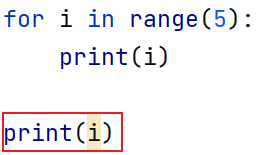 for i in range(5):
    print(i)

print(i)